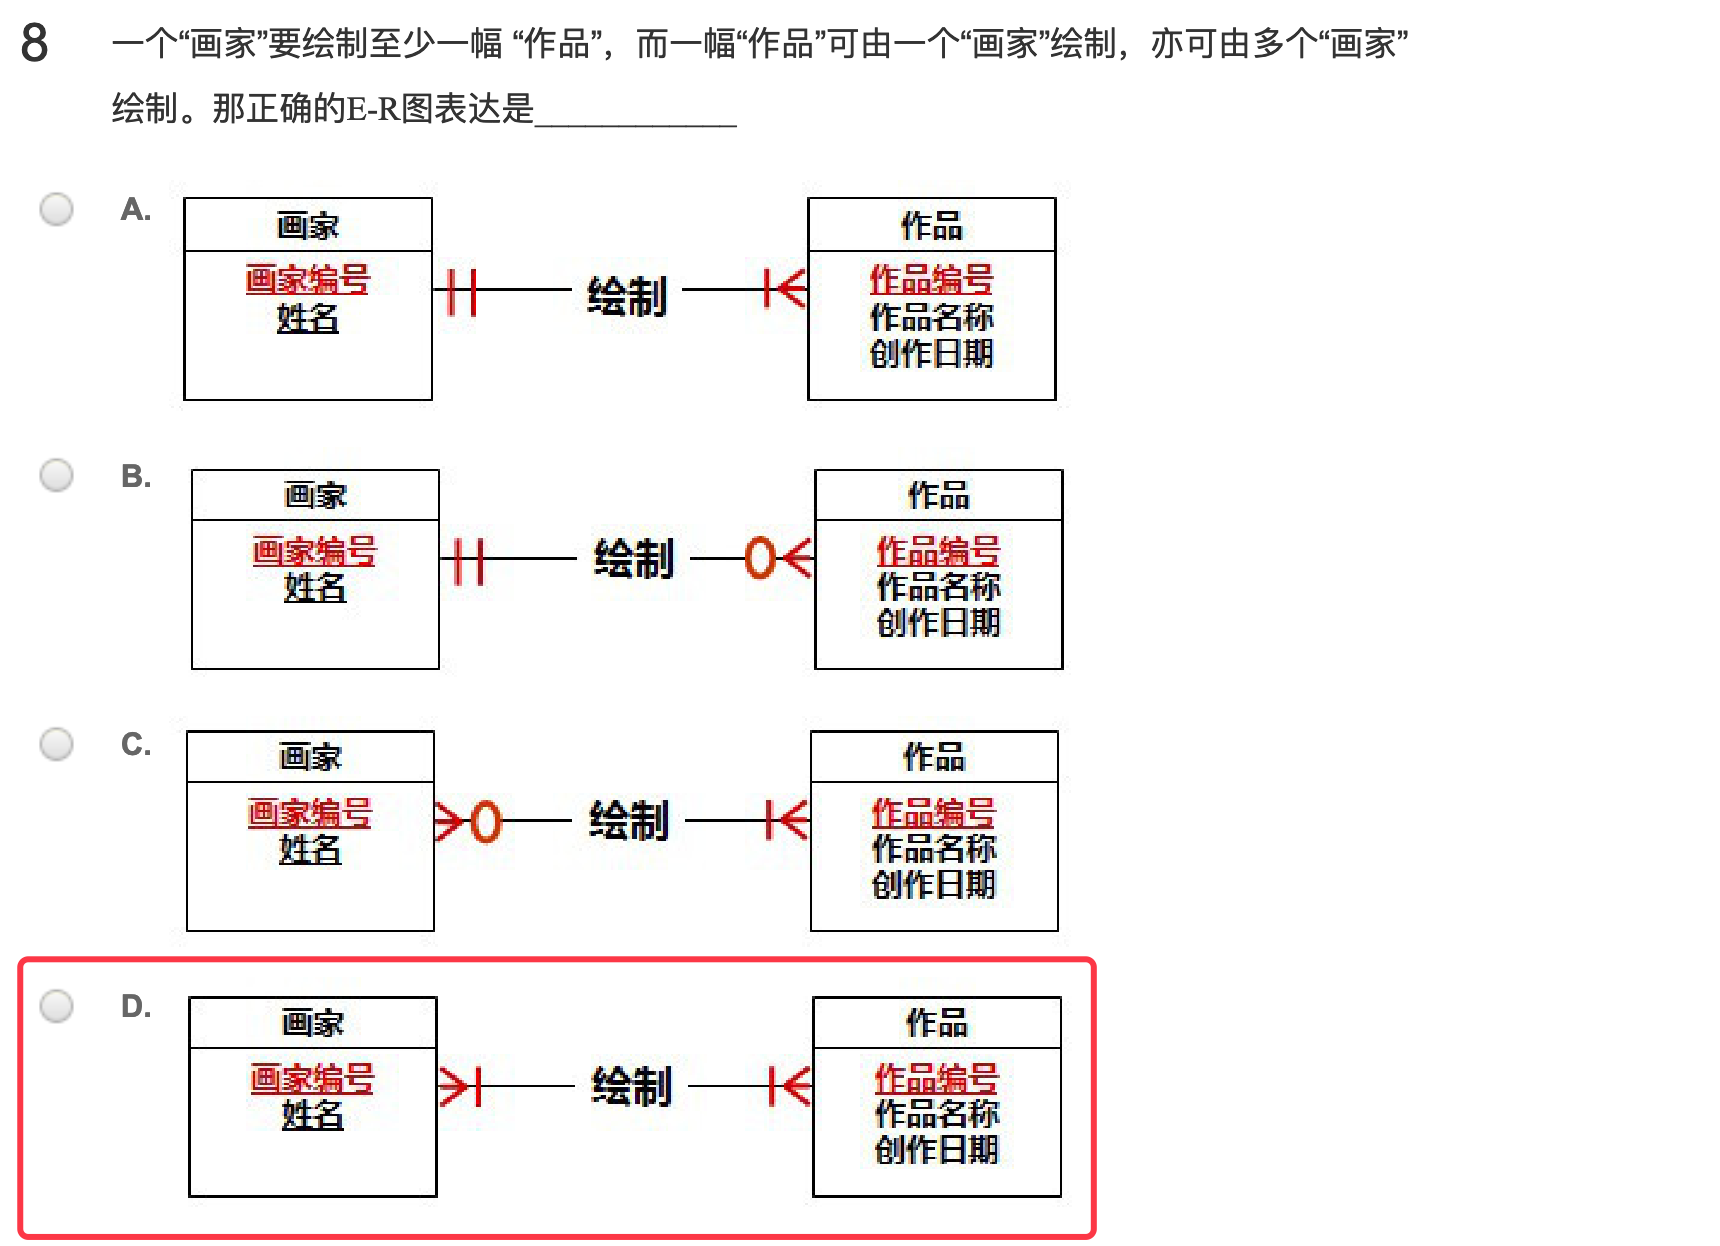 8 一个“画家”要绘制至少一幅 “作品”，而一幅“作品”可由一个“画家”绘制，亦可由多个“画家”
绘制。那正确的E-R图表达是____________
A.
画家
画家编号
姓名
绘制
作品
作品编号
作品名称
创作日期
B.
画家
画家编号
姓名
绘制
作品
作品编号
作品名称
创作日期
C.
画家
画家编号
姓名
绘制
作品
作品编号
作品名称
创作日期
D.
画家
画家编号
姓名
绘制
作品
作品编号
作品名称
创作日期